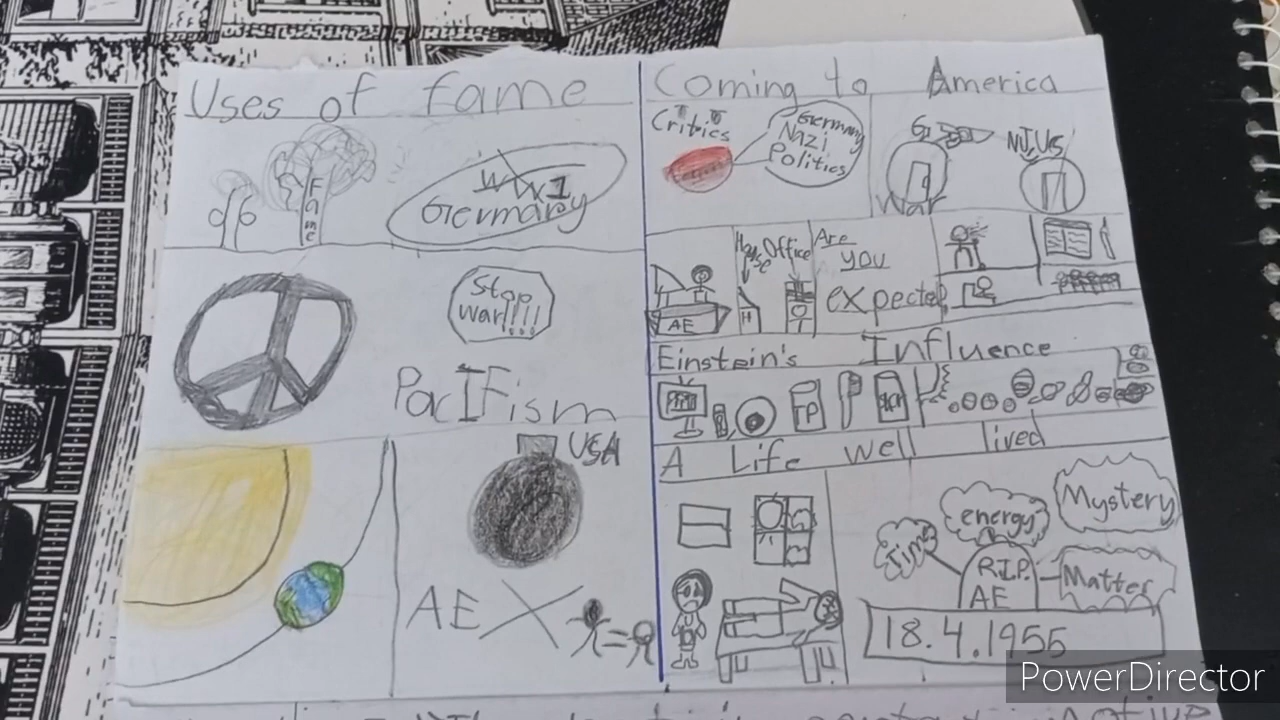 Uses of fame
Fame
WW1
Germany
Stop
war!!!!
PacIFism
USA
AE
Coming to America
Critics
Germany
Nazi
Politics
War
AE
House
Office
H
Are
you
expected
Einstein's Influence
TP
A Life well lived
Time
energy
Mystery
Matter
R.I.P.
AE
18.4.1955
PowerDirector